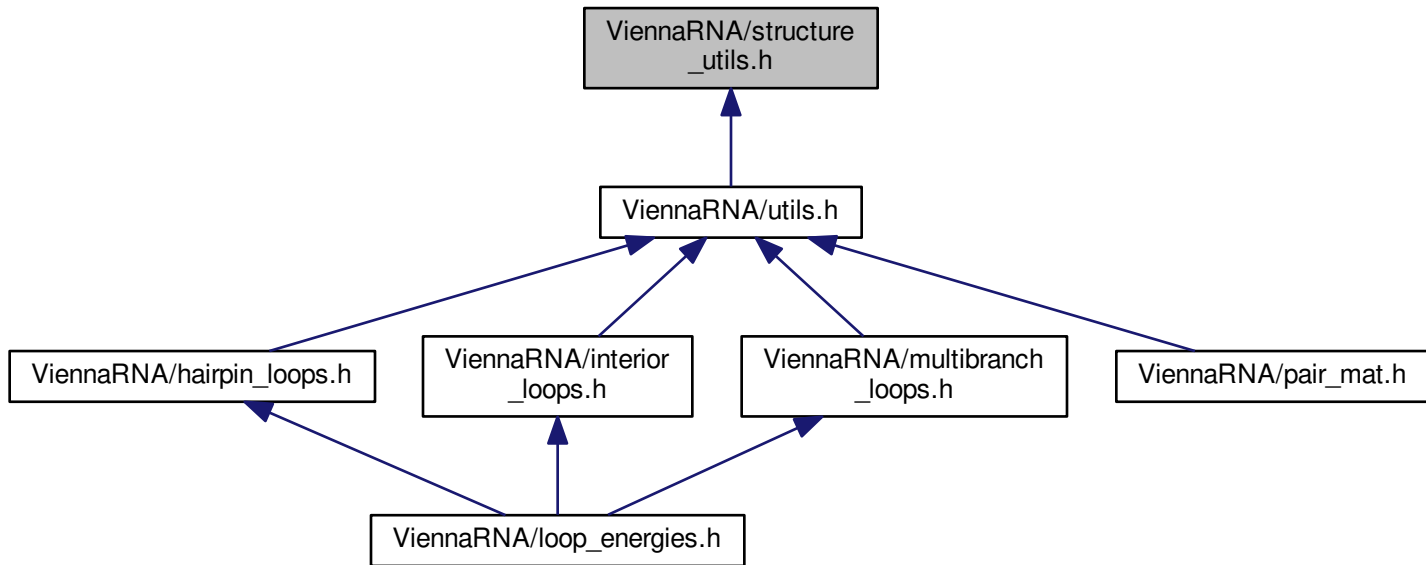 ViennaRNA/structure
_utils.h
ViennaRNA/utils.h
ViennaRNA/hairpin_loops.h
ViennaRNA/interior
_loops.h
ViennaRNA/multibranch
_loops.h
ViennaRNA/pair_mat.h
ViennaRNA/loop_energies.h